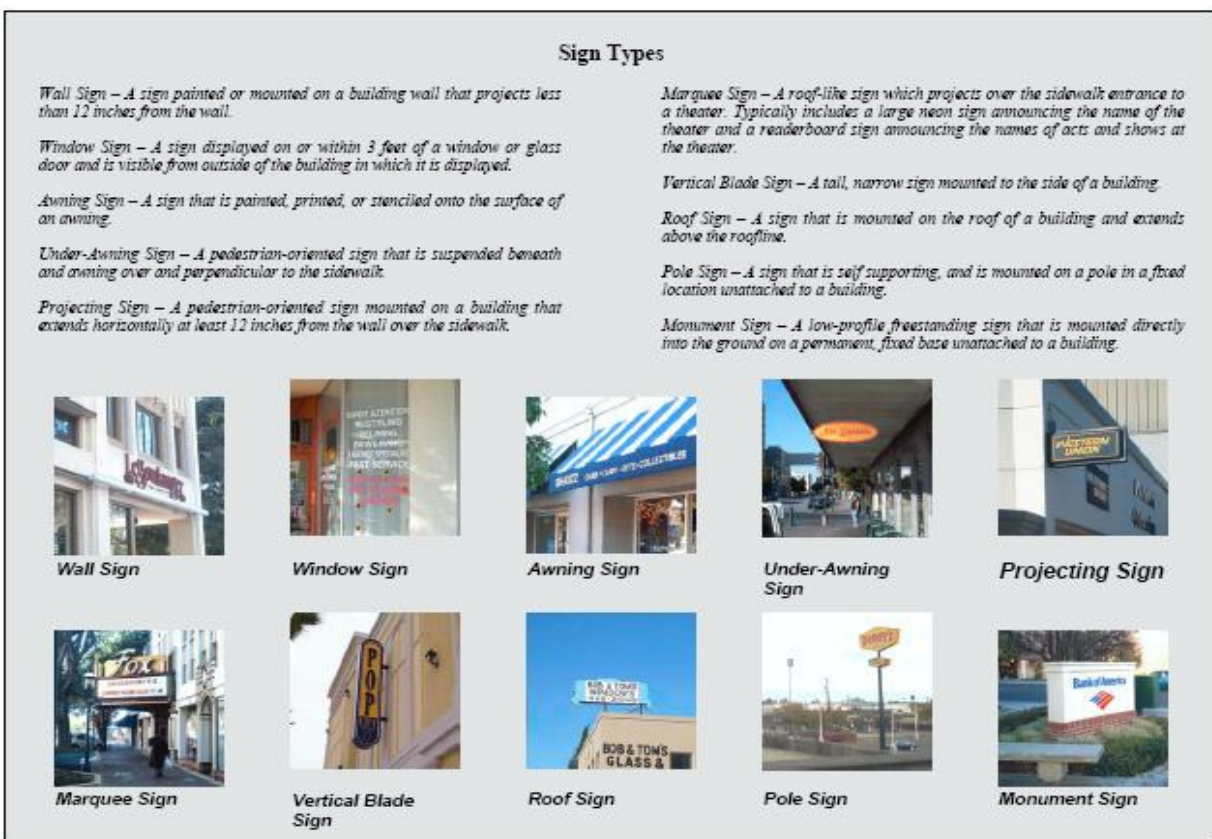 Sign Types
Wall Sign – A sign painted or mounted on a building wall that projects less
than 12 inches from the wall.
Window Sign – A sign displayed on or within 3 feet of a window or glass
door and is visible from outside of the building in which it is displayed.
Awning Sign – A sign that is painted, printed, or stenciled onto the surface of
an awning.
Under-Awning Sign – A pedestrian-oriented sign that is suspended beneath
and awning over and perpendicular to the sidewalk.
Projecting Sign – A pedestrian-oriented sign mounted on a building that
extends horizontally at least 12 inches from the wall over the sidewalk.
Marquee Sign – A roof-like sign which projects over the sidewalk entrance to
a theater. Typically includes a large neon sign announcing the name of the
theater and a readerboard sign announcing the names of acts and shows at
the theater.
Vertical Blade Sign – A tall, narrow sign mounted to the side of a building.
Roof Sign – A sign that is mounted on the roof of a building and extends
above the roofline.
Pole Sign – A sign that is self supporting, and is mounted on a pole in a fixed
location unattached to a building.
Monument Sign – A low-profile freestanding sign that is mounted directly
into the ground on a permanent, fixed base unattached to a building.
RESTYLING
FAST SERVICE
WESTERN
UNION
Wall Sign
Window Sign
Awning Sign
Under-Awning
Sign
Projecting Sign
Fox
POP
BOB & TOM'S
WINDOWS
BOB & TOM'S
GLASS &
DENNY'S
Bank of America
Marquee Sign
Vertical Blade
Sign
Roof Sign
Pole Sign
Monument Sign